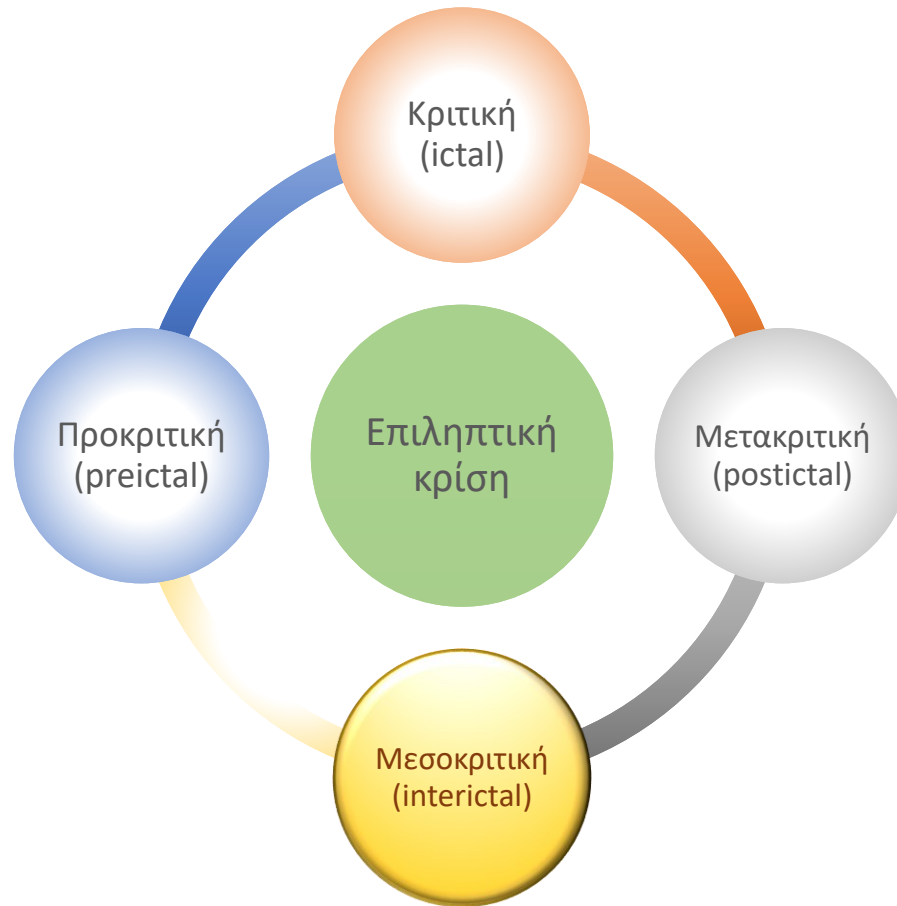 Κριτική
(ictal)
Προκριτική
(preictal)
Επιληπτική
κρίση
Μετακριτική
(postictal)
Μεσοκριτική
(interictal)